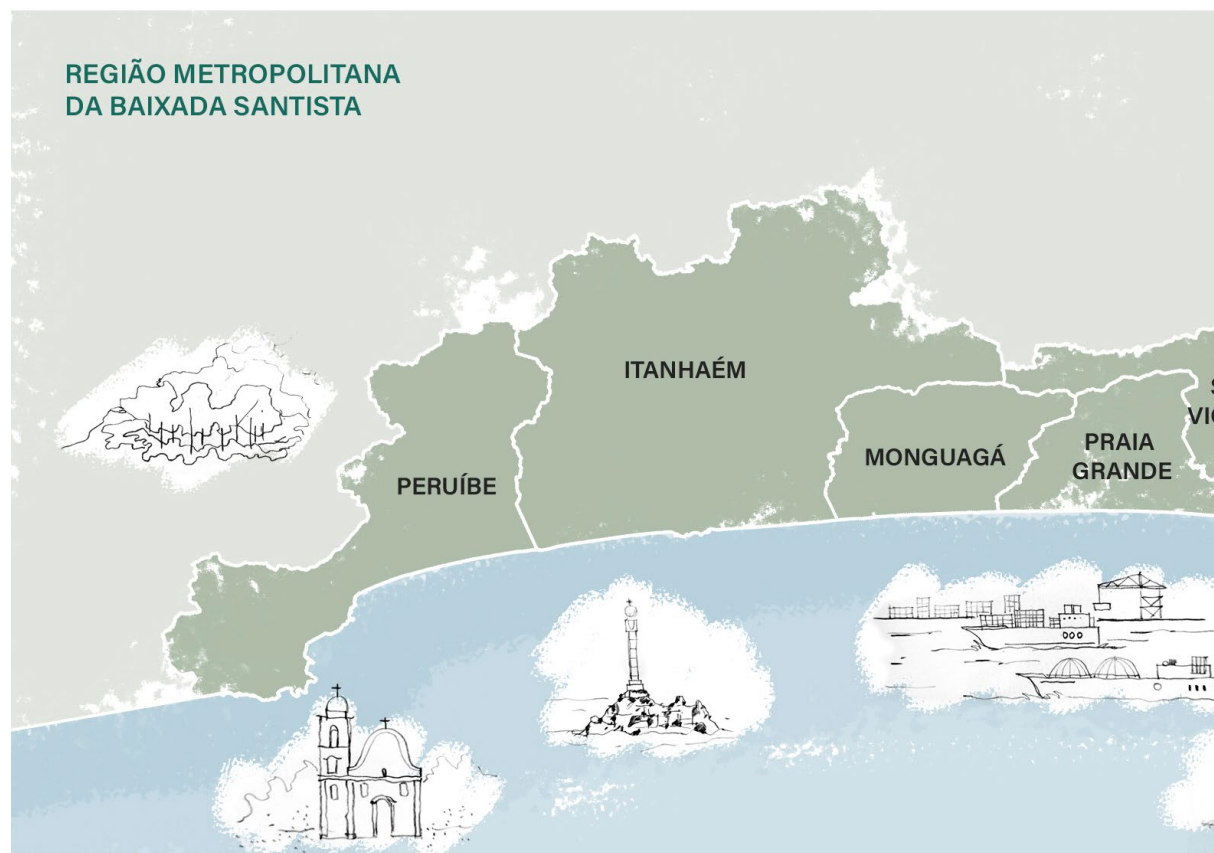 REGIÃO METROPOLITANA
DA BAIXADA SANTISTA
ITANHAÉM
MONGUAGÁ
PRAIA
GRANDE
PERUÍBE